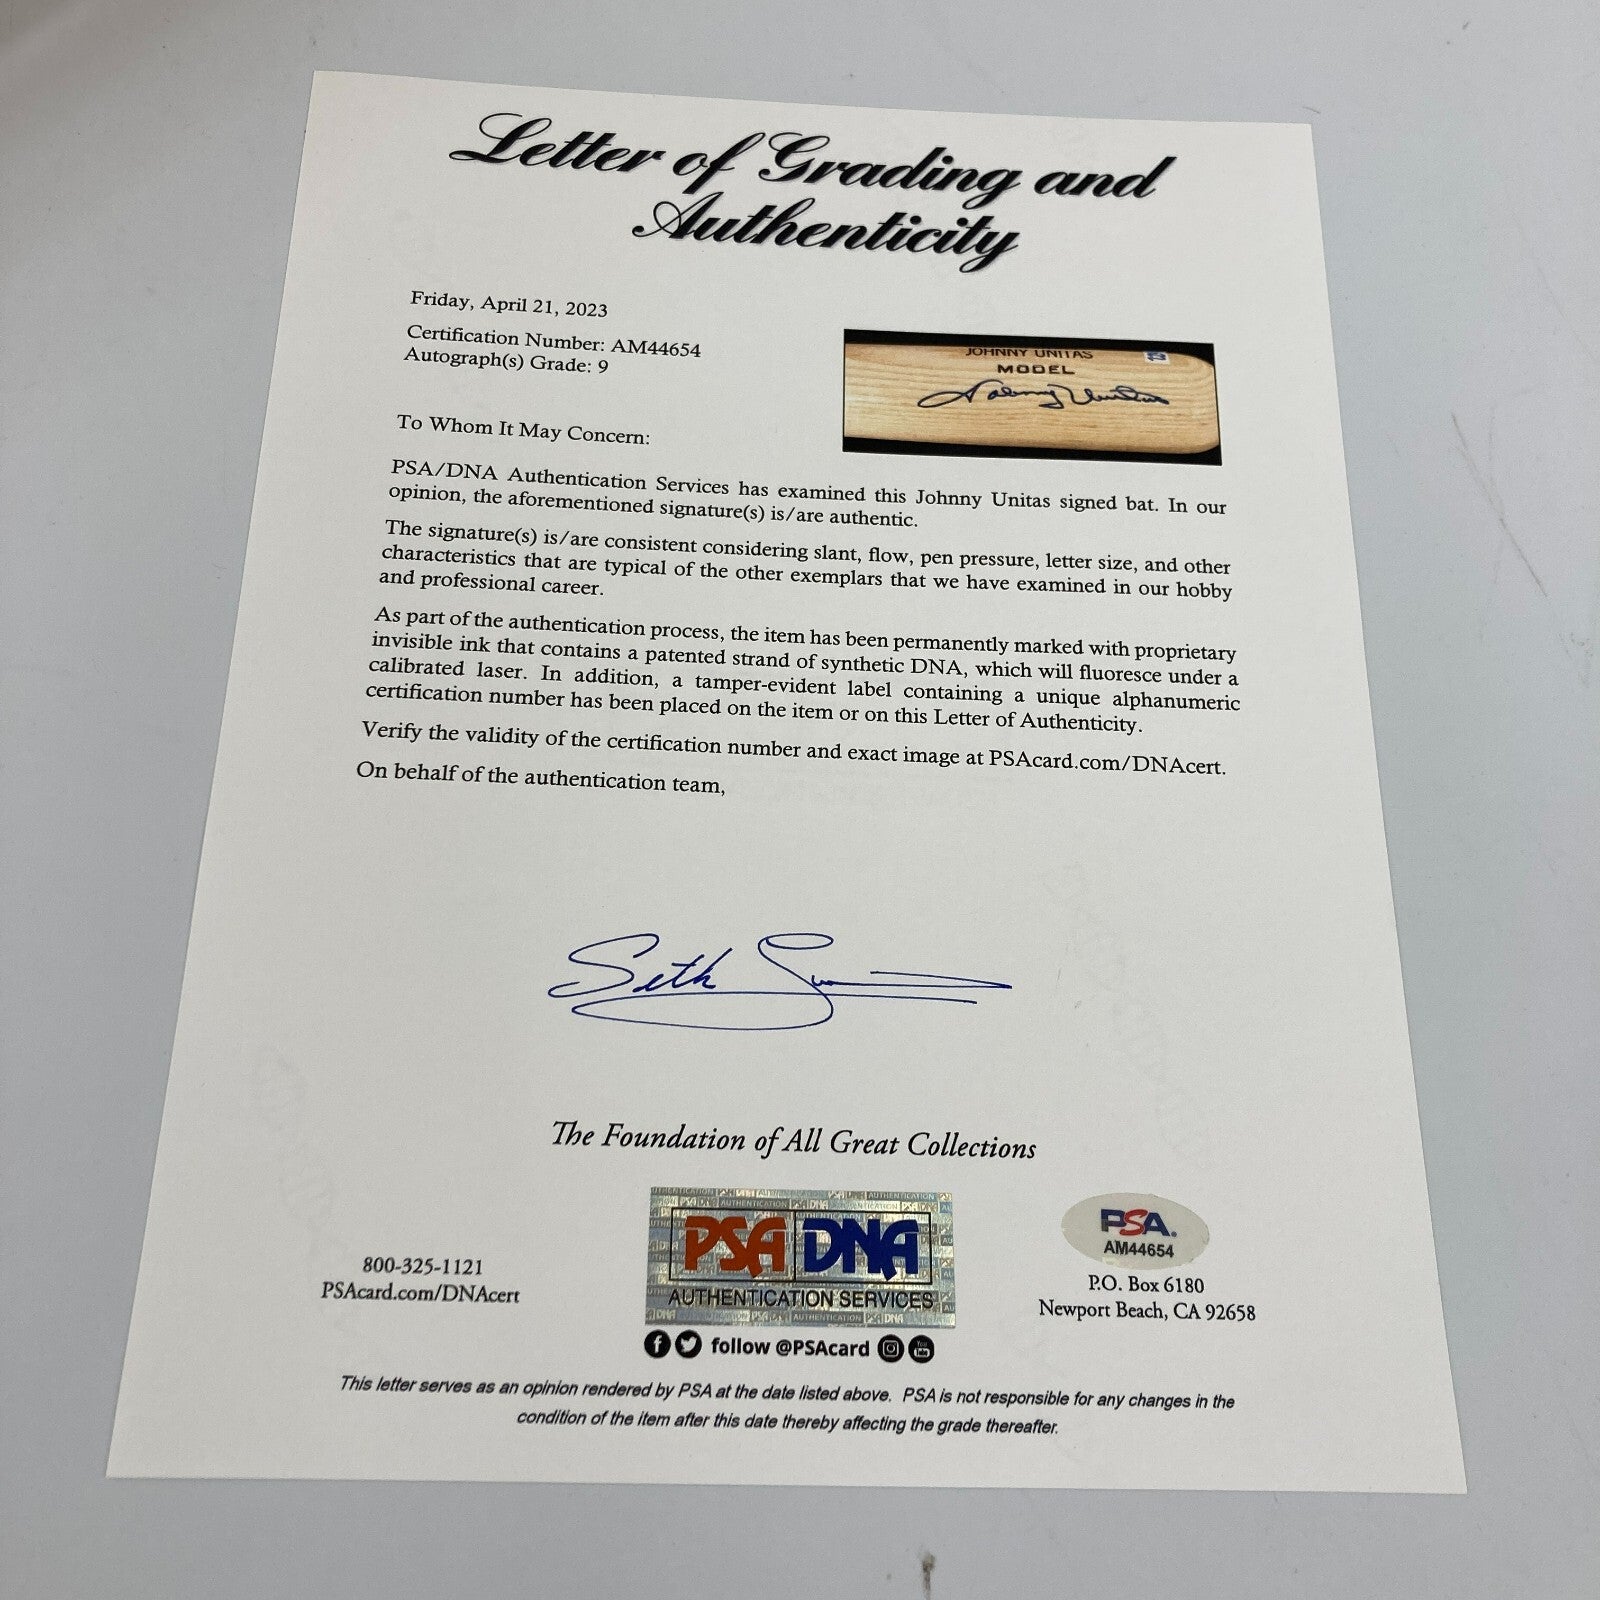 Letter of Grading and
Authenticity
Friday, April 21, 2023
Certification Number: AM44654
Autograph(s) Grade: 9
JOHNNY UNITAS
MODEL
Johnny Unitas
To Whom It May Concern:
PSA/DNA Authentication Services has examined this Johnny Unitas signed bat. In our
opinion, the aforementioned signature(s) is/are authentic.
The signature(s) is/are consistent considering slant, flow, pen pressure, letter size, and other
characteristics that are typical of the other exemplars that we have examined in our hobby
and professional career.
As part of the authentication process, the item has been permanently marked with proprietary
invisible ink that contains a patented strand of synthetic DNA, which will fluoresce under a
calibrated laser. In addition, a tamper-evident label containing a unique alphanumeric
certification number has been placed on the item or on this Letter of Authenticity.
Verify the validity of the certification number and exact image at PSAcard.com/DNAcert.
On behalf of the authentication team,
Seth
The Foundation of All Great Collections
800-325-1121
PSAcard.com/DNAcert
PSA DNA
AUTHENTICATION SERVICES
follow @PSAcard
PSA.
AM44654
P.O. Box 6180
Newport Beach, CA 92658
This letter serves as an opinion rendered by PSA at the date listed above. PSA is not responsible for any changes in the
condition of the item after this date thereby affecting the grade thereafter.